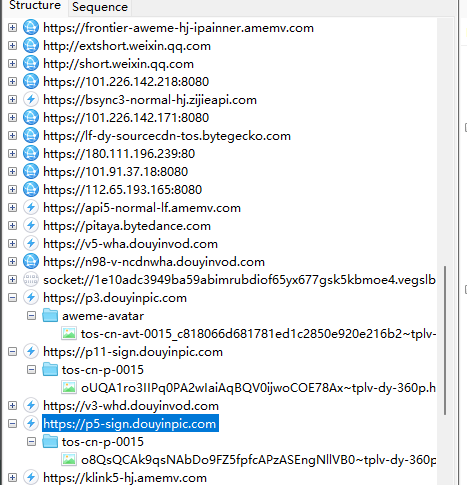 Structure Sequence
https://frontier-aweme-hj-ipainner.amemv.com
http://extshort.weixin.qq.com
http://short.weixin.qq.com
https://101.226.142.218:8080
https://bsync3-normal-hj.zijieapi.com
https://101.226.142.171:8080
https://lf-dy-sourcecdn-tos.bytegecko.com
https://180.111.196.239:80
https://101.91.37.18:8080
https://112.65.193.165:8080
https://api5-normal-lf.amemv.com
https://pitaya.bytedance.com
https://v5-wha.douyinvod.com
https://n98-v-ncdnwha.douyinvod.com
socket://1e10adc3949ba59abimrubdiof65yx677gsk5kbmoe4.vegslb
https://p3.douyinpic.com
aweme-avatar
tos-cn-avt-0015_c818066d681781ed1c2850e920e216b2~tplv-
https://p11-sign.douyinpic.com
tos-cn-p-0015
oUQA1ro3IIPq0PA2wIaiAqBQV0ijwoCOE78Ax~tplv-dy-360p.h
https://v3-whd.douyinvod.com
https://p5-sign.douyinpic.com
tos-cn-p-0015
o8QsQCAk9qsNAbDo9FZ5fpfcAPzASEngNllVB0~tplv-dy-360p
https://klink5-hj.amemv.com